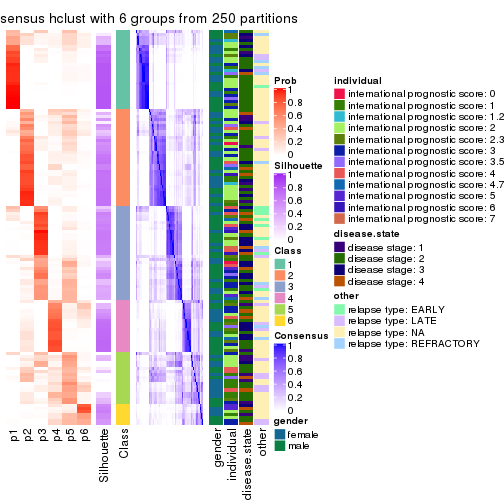 sensus hclust with 6 groups from 250 partitions
Prob
1
0.8
0.6
0.4
0.2
0
Silhouette
1
0.8
0.6
0.4
0.2
0
Class
1
2
3
4
5
6
Consensus
1
0.8
0.6
0.4
0.2
0
gender
female
male
individual
international prognostic score: 0
international prognostic score: 1
international prognostic score: 1.2
international prognostic score: 2
international prognostic score: 2.3
international prognostic score: 3
international prognostic score: 3.5
international prognostic score: 4
international prognostic score: 4.7
international prognostic score: 5
international prognostic score: 6
international prognostic score: 7
disease.state
disease stage: 1
disease stage: 2
disease stage: 3
disease stage: 4
other
relapse type: EARLY
relapse type: LATE
relapse type: NA
relapse type: REFRACTORY
p1
p2
p3
p4
p5
p6
Silhouette
Class
gender
individual
disease.state
other